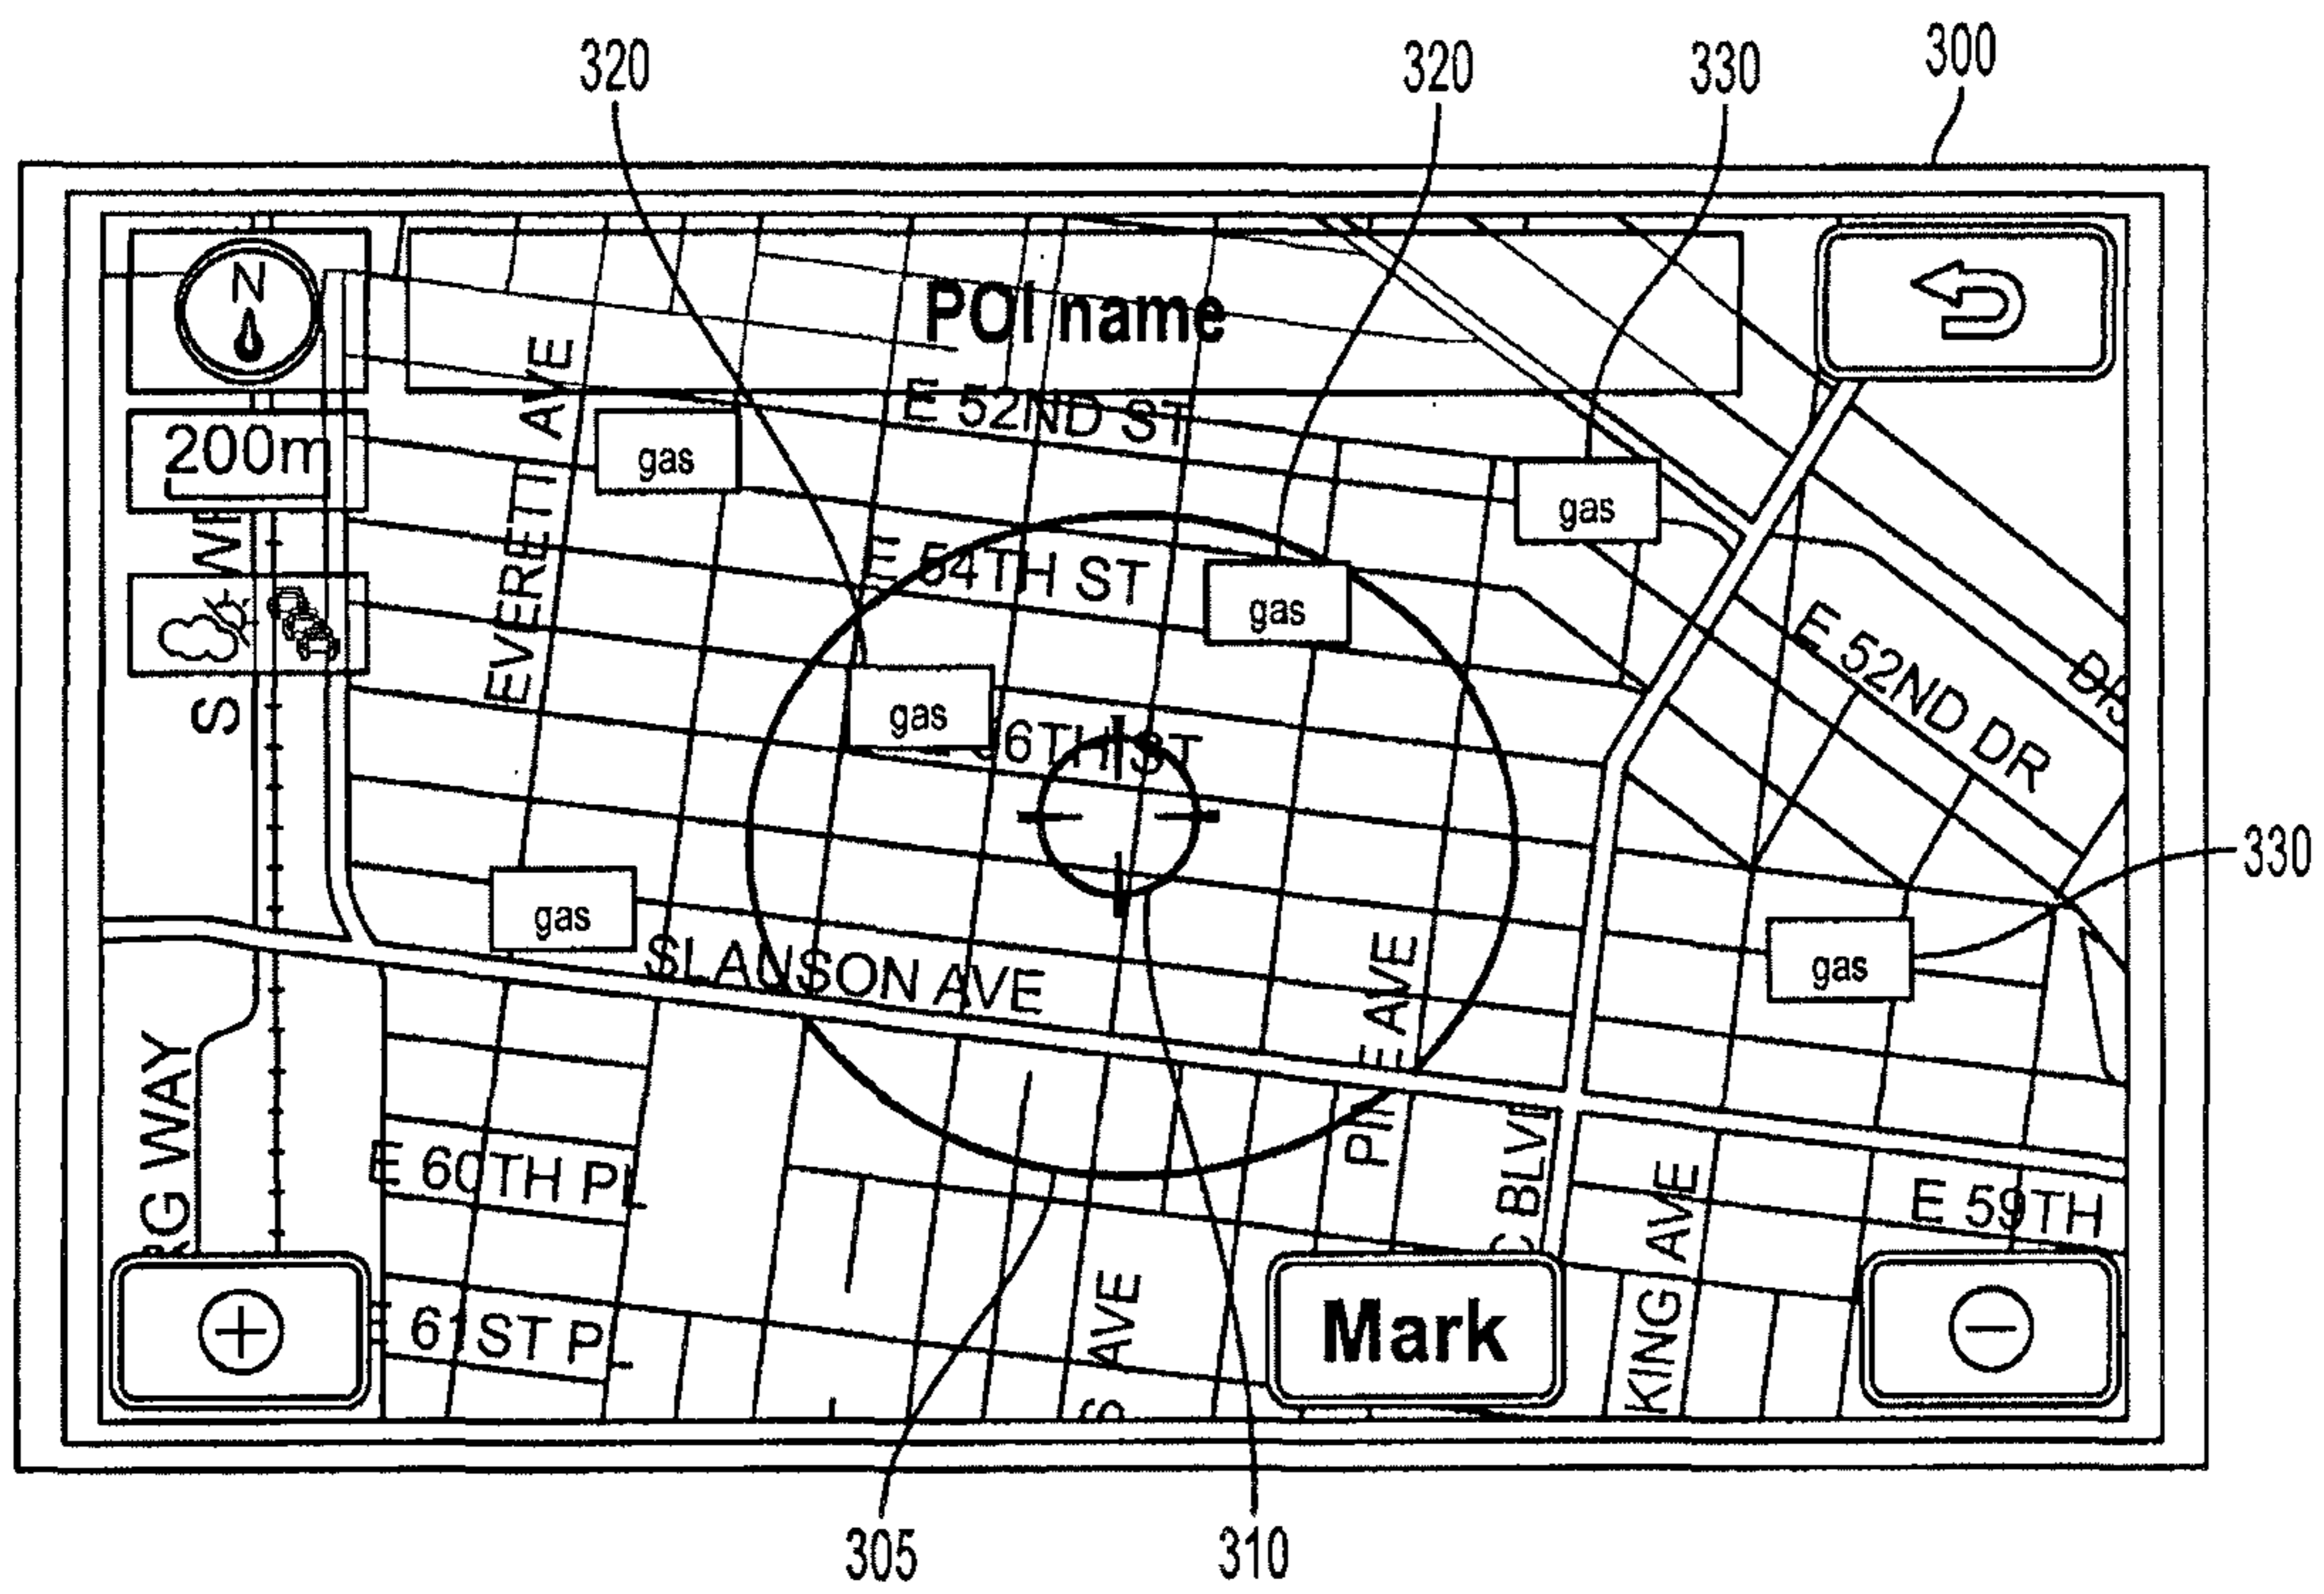 320
320
330
300
N
POI name
200m
EVERETT AVE
E 52ND ST
gas
gas
E 54TH ST
gas
E 52ND DR
S
gas
6TH ST
330
gas
SLAUSON AVE
gas
PINE AVE
RG WAY
E 60TH PL
C BLVD
KING AVE
E 59TH
E 61ST PL
S AVE
Mark
305
310